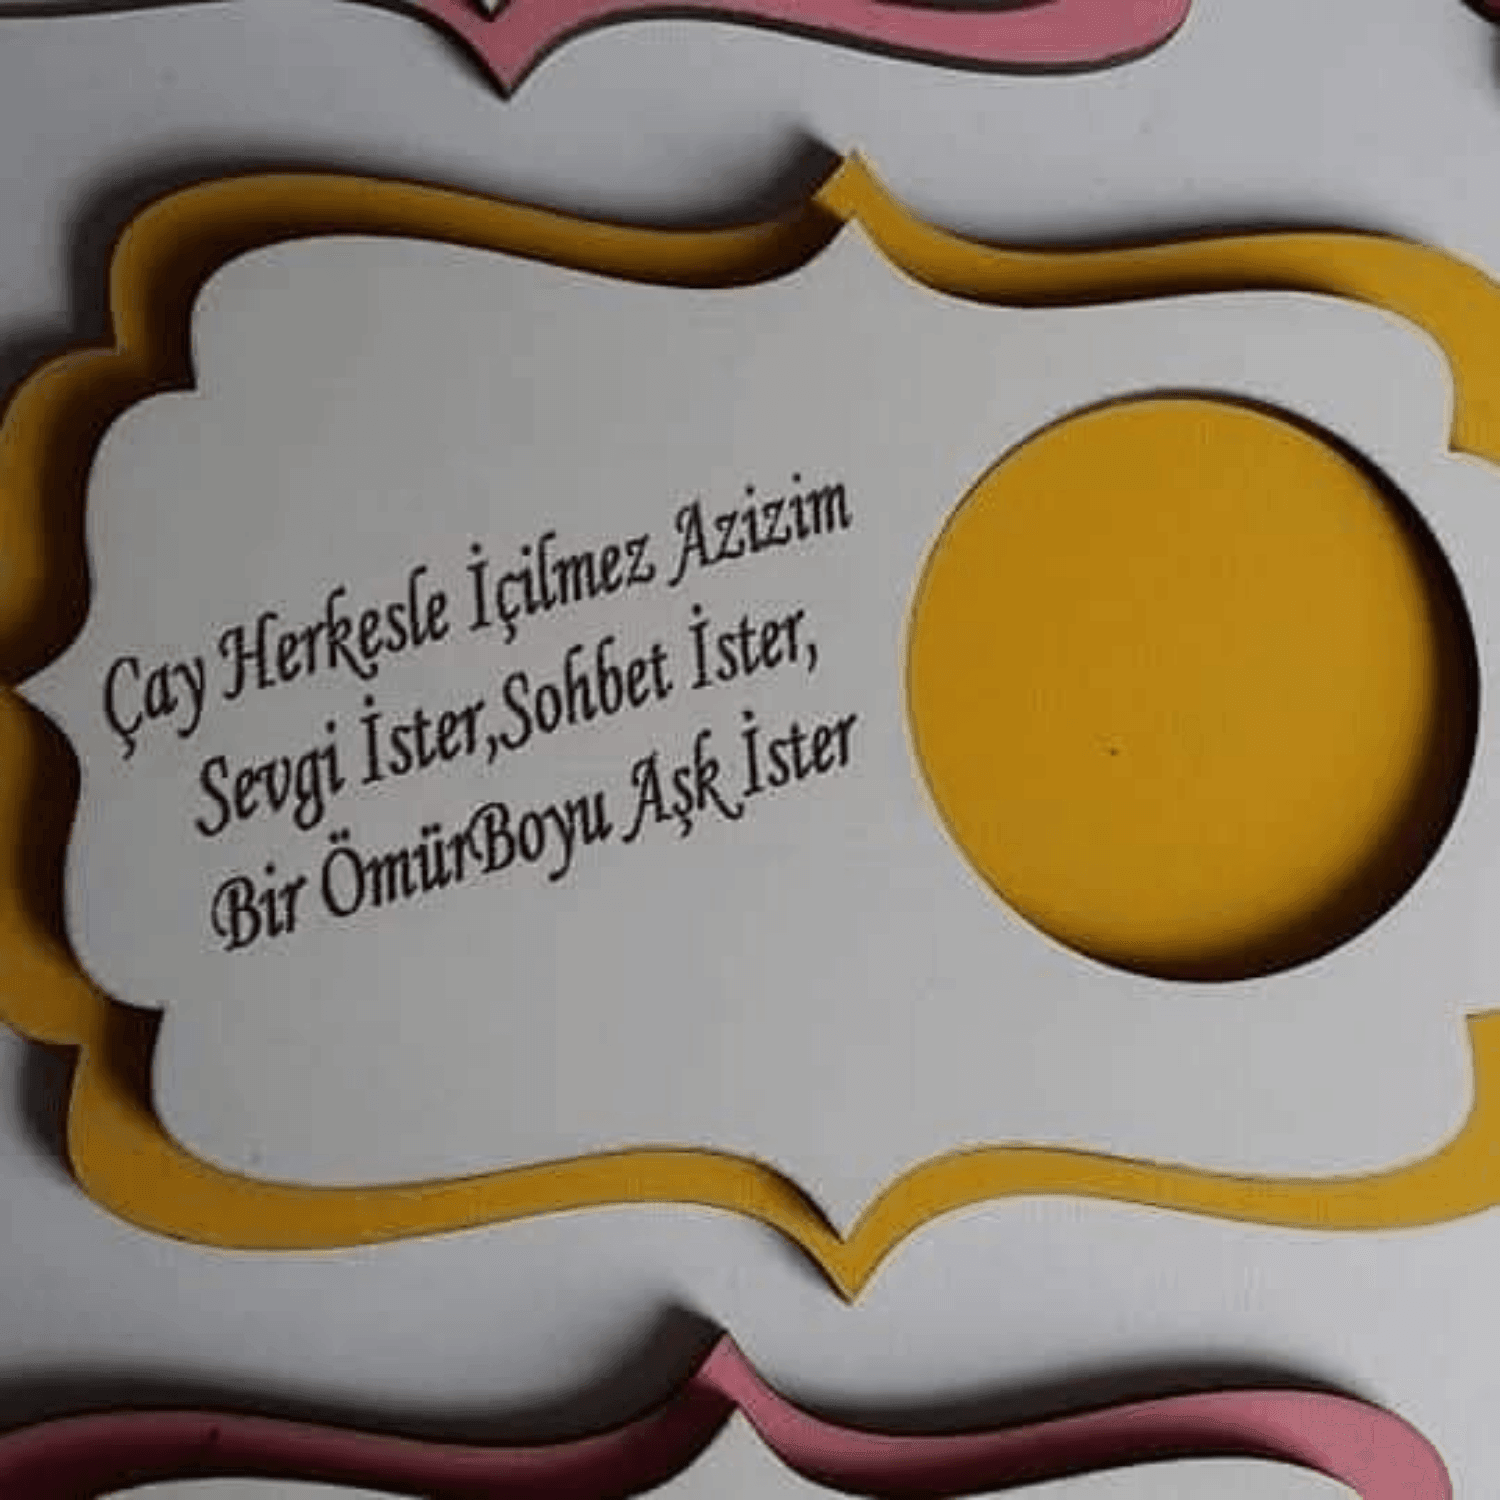 Çay Herkesle İçilmez Azizim
Sevgi İster,Sohbet İster,
Bir ÖmürBoyu Aşk İster